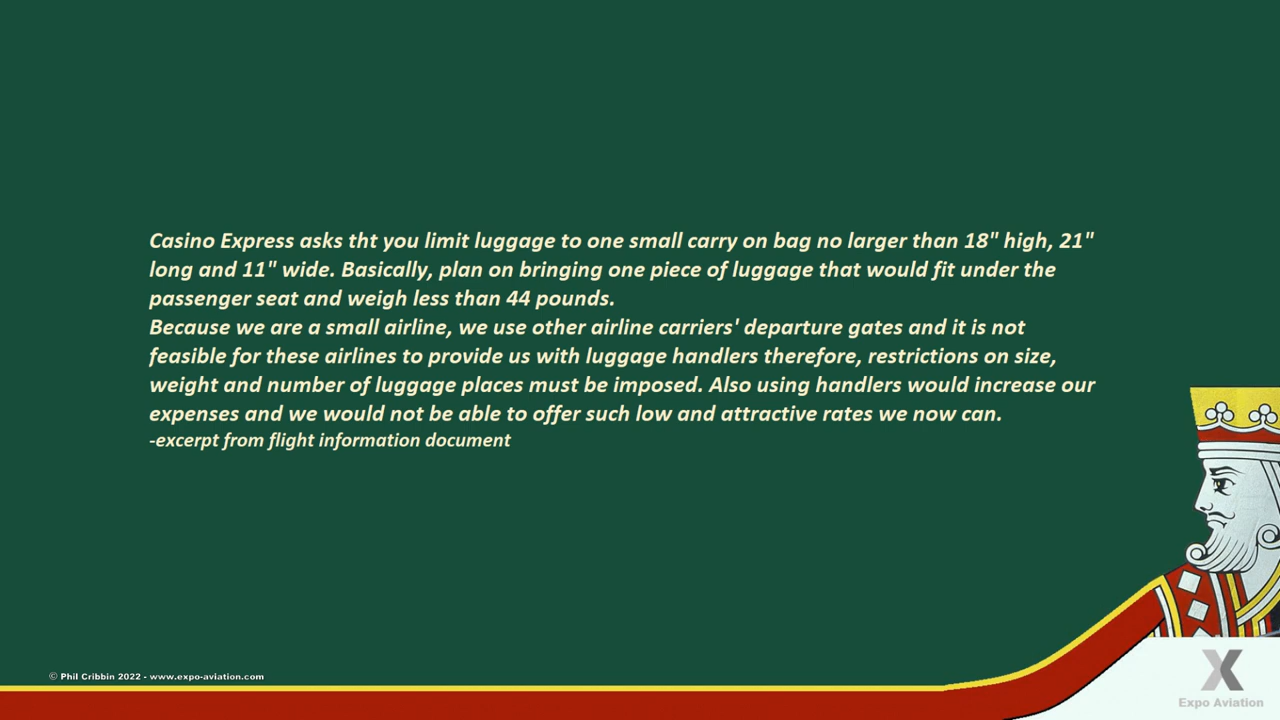 Casino Express asks tht you limit luggage to one small carry on bag no larger than 18" high, 21"
long and 11" wide. Basically, plan on bringing one piece of luggage that would fit under the
passenger seat and weigh less than 44 pounds.
Because we are a small airline, we use other airline carriers' departure gates and it is not
feasible for these airlines to provide us with luggage handlers therefore, restrictions on size,
weight and number of luggage places must be imposed. Also using handlers would increase our
expenses and we would not be able to offer such low and attractive rates we now can.
-excerpt from flight information document
© Phil Cribbin 2022 - www.expo-aviation.com
X
Expo Aviation